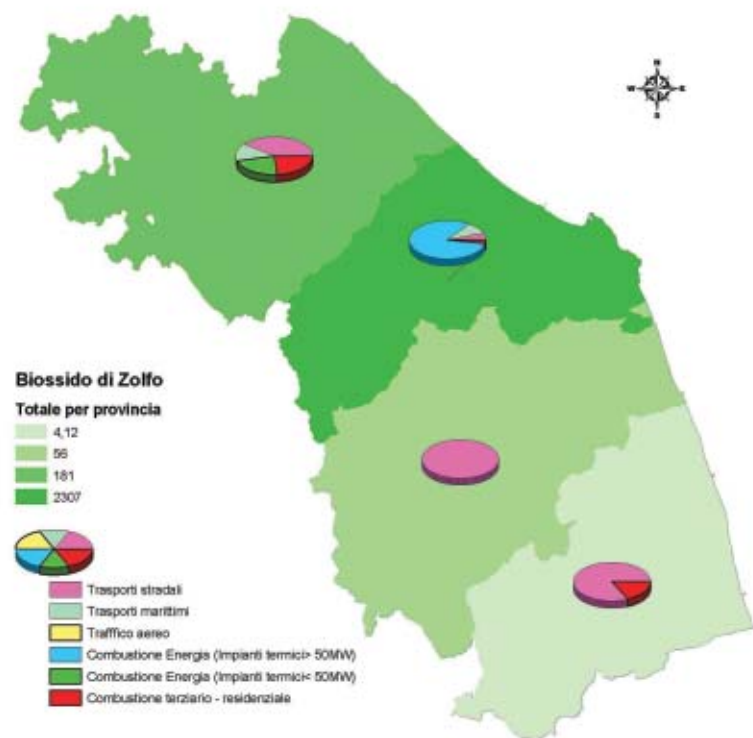 N
W E
S
Biossido di Zolfo
Totale per provincia
4,12
56
181
2307
Trasporti stradali
Trasporti marittimi
Trafffico aereo
Combustione Energia (Impianti termici> 50MW)
Combustione Energia (Impianti termici< 50MW)
Combustione terziario - residenziale